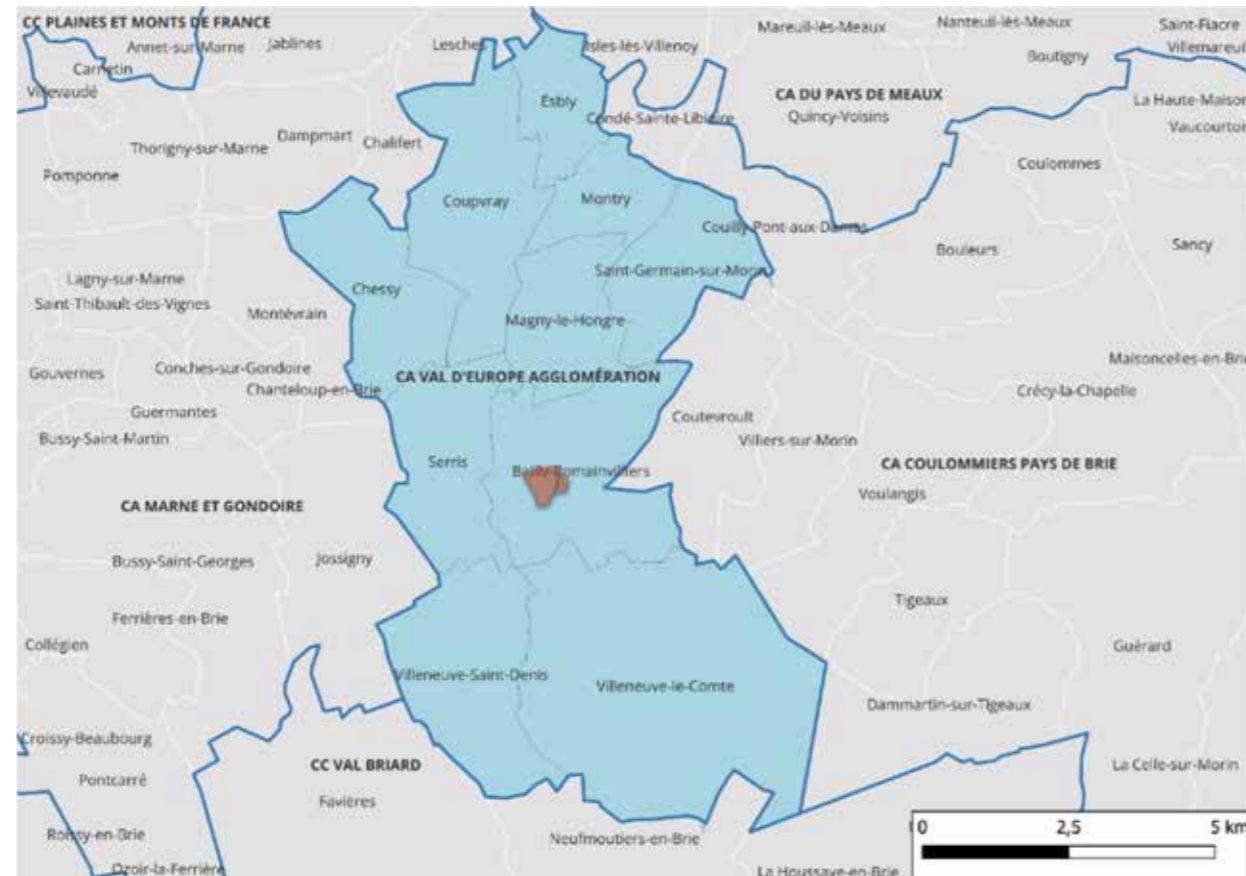 CC PLAINES ET MONTS DE FRANCE
Mareuil-lès-Meaux
Nanteuil-lès-Meaux
Saint-Fiacre
Annet-sur-Marne
Jablines
Lesches
Isles-lès-Villenoy
Villemareuil
Carnetin
Boutigny
Villevaudé
Esbly
CA DU PAYS DE MEAUX
La Haute-Maison
Condé-Sainte-Libiaire
Quincy-Voisins
Vaucourtois
Dampmart
Chalifert
Thorigny-sur-Marne
Coulommes
Pomponne
Coupvray
Montry
Couilly-Pont-aux-Dames
Bouleurs
Sancy
Lagny-sur-Marne
Saint-Germain-sur-Morin
Chessy
Saint-Thibault-des-Vignes
Montévrain
Magny-le-Hongre
Maisoncelles-en-Brie
Gouvernes
Conches-sur-Gondoire
CA VAL D'EUROPE AGGLOMÉRATION
Chanteloup-en-Brie
Crécy-la-Chapelle
Guermantes
Coutevroult
Bussy-Saint-Martin
Villiers-sur-Morin
Serris
Bailly-Romainvilliers
CA COULOMMIERS PAYS DE BRIE
Voulangis
CA MARNE ET GONDOIRE
Bussy-Saint-Georges
Jossigny
Tigeaux
Ferrières-en-Brie
Collégien
Guérard
Villeneuve-Saint-Denis
Villeneuve-le-Comte
Dammartin-sur-Tigeaux
Croissy-Beaubourg
CC VAL BRIARD
La Celle-sur-Morin
Pontcarré
Favières
Roissy-en-Brie
Neufmoutiers-en-Brie
0 2,5 5 km
Ozoir-la-Ferrière
La Houssaye-en-Brie